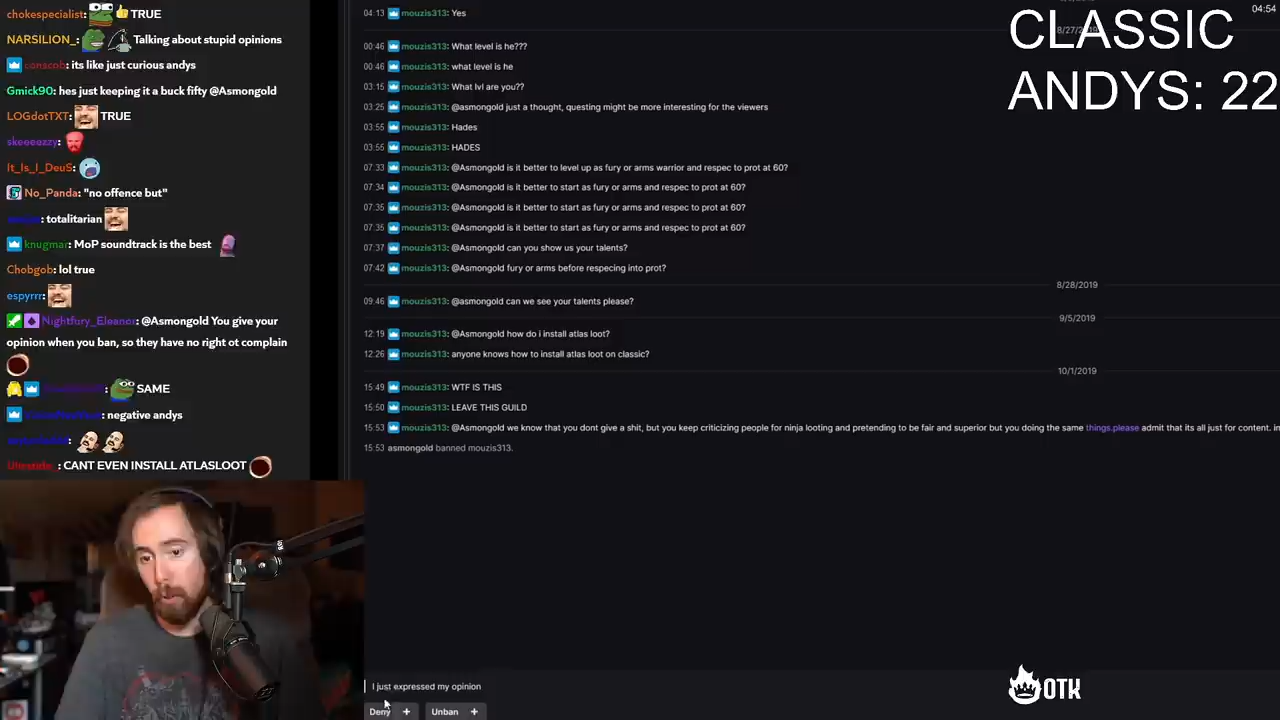 chokespecialist: TRUE
NARSILION_: Talking about stupid opinions
conscob: its like just curious andys
Gmick90: hes just keeping it a buck fifty @Asmongold
LOGdotTXT: TRUE
skeeeezzy:
It_Is_I_DeuS:
No_Panda: "no offence but"
: totalitarian
knugmar: MoP soundtrack is the best
Chobgob: lol true
espyrrr:
Nightfury_Eleanor: @Asmongold You give your
opinion when you ban, so they have no right ot complain
: SAME
: negative andys
: CANT EVEN INSTALL ATLASLOOT
04:13 mouzis313: Yes
8/27/2019
00:46 mouzis313: What level is he???
00:46 mouzis313: what level is he
03:15 mouzis313: What lvl are you??
03:25 mouzis313: @asmongold just a thought, questing might be more interesting for the viewers
03:55 mouzis313: Hades
03:55 mouzis313: HADES
07:33 mouzis313: @Asmongold is it better to level up as fury or arms warrior and respec to prot at 60?
07:34 mouzis313: @Asmongold is it better to start as fury or arms and respec to prot at 60?
07:35 mouzis313: @Asmongold is it better to start as fury or arms and respec to prot at 60?
07:35 mouzis313: @Asmongold is it better to start as fury or arms and respec to prot at 60?
07:37 mouzis313: @Asmongold can you show us your talents?
07:42 mouzis313: @Asmongold fury or arms before respecing into prot?
8/28/2019
09:46 mouzis313: @asmongold can we see your talents please?
9/5/2019
12:19 mouzis313: @Asmongold how do i install atlas loot?
12:26 mouzis313: anyone knows how to install atlas loot on classic?
10/1/2019
15:49 mouzis313: WTF IS THIS
15:50 mouzis313: LEAVE THIS GUILD
15:53 mouzis313: @Asmongold we know that you dont give a shit, but you keep criticizing people for ninja looting and pretending to be fair and superior but you doing the same things.please admit that its all just for content. in
15:53 asmongold banned mouzis313.
I just expressed my opinion
Deny + Unban +
04:54
CLASSIC
ANDYS: 22
OTK